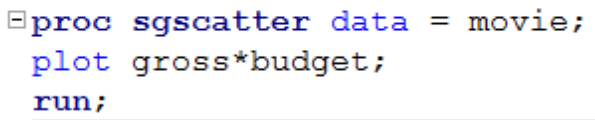 proc sgscatter data = movie;
plot gross*budget;
run;